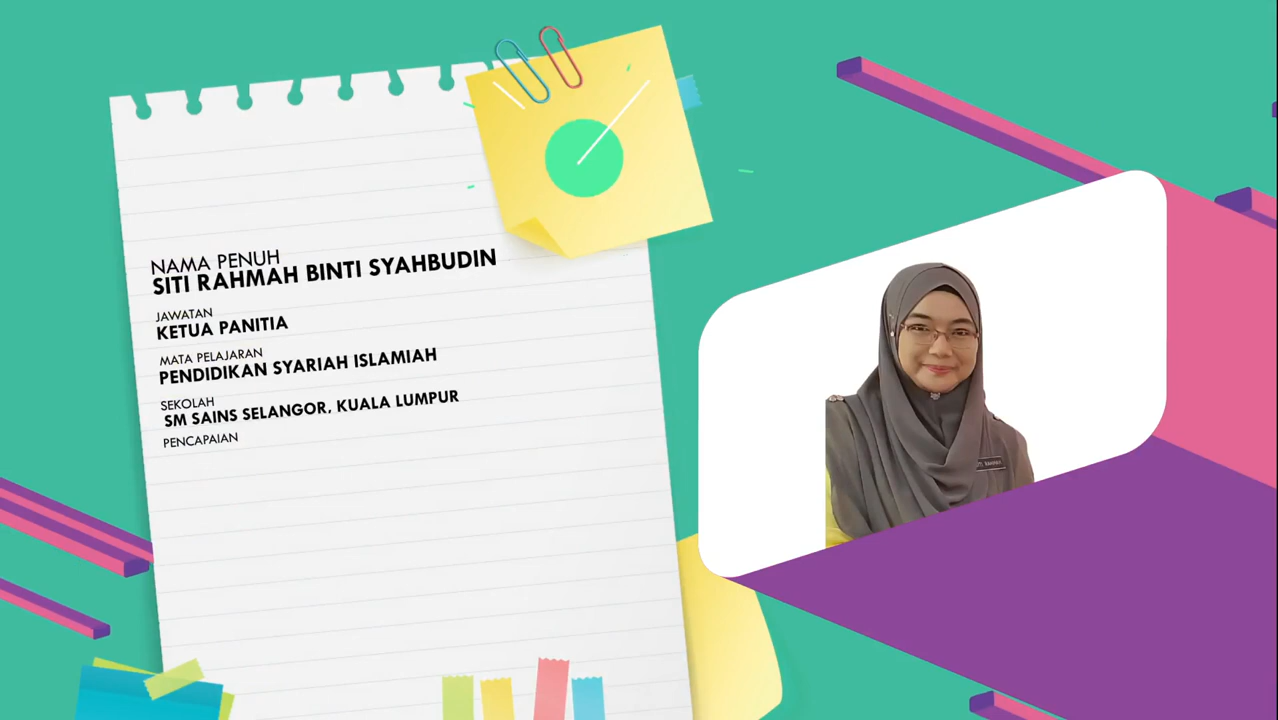 NAMA PENUH
SITI RAHMAH BINTI SYAHBUDIN
JAWATAN
KETUA PANITIA
MATA PELAJARAN
PENDIDIKAN SYARIAH ISLAMIAH
SEKOLAH
SM SAINS SELANGOR, KUALA LUMPUR
PENCAPAIAN